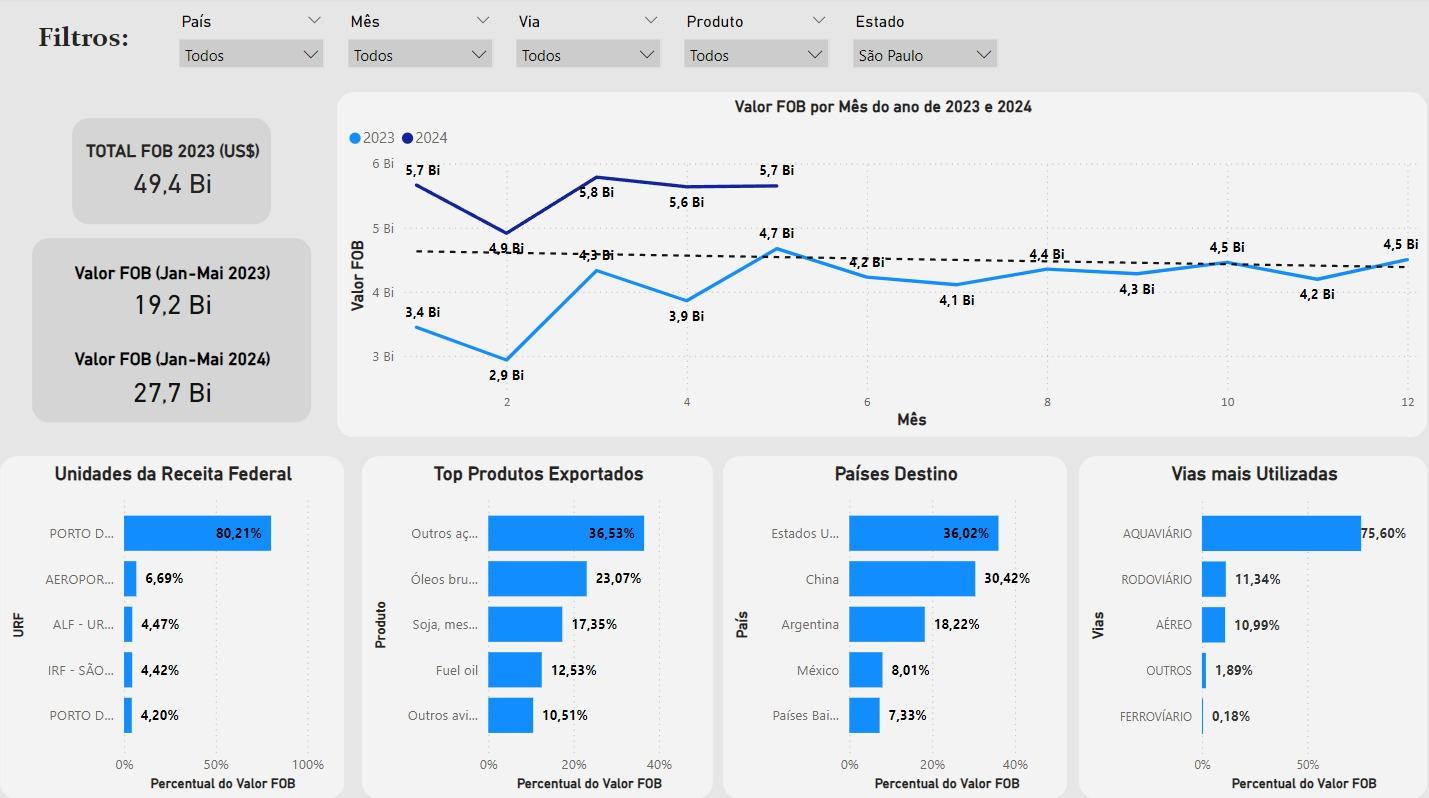 Filtros:
País
Mês
Via
Produto
Estado
Todos
Todos
Todos
Todos
São Paulo
TOTAL FOB 2023 (US$)
49,4 Bi
Valor FOB (Jan-Mai 2023)
19,2 Bi
Valor FOB (Jan-Mai 2024)
27,7 Bi
Valor FOB por Mês do ano de 2023 e 2024
2023
2024
Valor FOB
6 Bi
5 Bi
4 Bi
3 Bi
5,7 Bi
4,9 Bi
5,8 Bi
5,6 Bi
5,7 Bi
3,4 Bi
2,9 Bi
4,3 Bi
3,9 Bi
4,7 Bi
4,2 Bi
4,1 Bi
4,4 Bi
4,3 Bi
4,5 Bi
4,2 Bi
4,5 Bi
2
4
6
8
10
12
Mês
Unidades da Receita Federal
URF
PORTO D... 80,21%
AEROPOR... 6,69%
ALF - UR... 4,47%
IRF - SÃO... 4,42%
PORTO D... 4,20%
0% 50% 100%
Percentual do Valor FOB
Top Produtos Exportados
Produto
Outros aç... 36,53%
Óleos bru... 23,07%
Soja, mes... 17,35%
Fuel oil 12,53%
Outros avi... 10,51%
0% 20% 40%
Percentual do Valor FOB
Países Destino
País
Estados U... 36,02%
China 30,42%
Argentina 18,22%
México 8,01%
Países Bai... 7,33%
0% 20% 40%
Percentual do Valor FOB
Vias mais Utilizadas
Vias
AQUAVIÁRIO 75,60%
RODOVIÁRIO 11,34%
AÉREO 10,99%
OUTROS 1,89%
FERROVÍARIO 0,18%
0% 50%
Percentual do Valor FOB